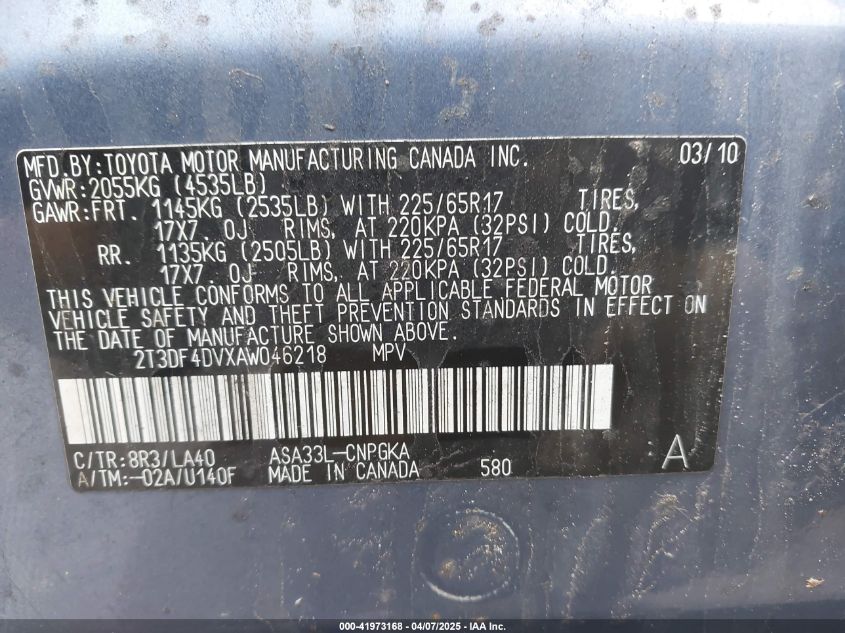 MFD.BY:TOYOTA MOTOR MANUFACTURING CANADA INC. 03/10
GVWR:2055KG (4535LB)
GAWR:FRT. 1145KG (2535LB) WITH 225/65R17 TIRES,
17X7.0J RIMS, AT 220KPA (32PSI) COLD.
RR. 1135KG (2505LB) WITH 225/65R17 TIRES,
17X7.0J RIMS, AT 220KPA (32PSI) COLD.
THIS VEHICLE CONFORMS TO ALL APPLICABLE FEDERAL MOTOR
VEHICLE SAFETY AND THEFT PREVENTION STANDARDS IN EFFECT ON
THE DATE OF MANUFACTURE SHOWN ABOVE.
2T3DF4DVXAW046218 MPV
C/TR:8R3/LA40 ASA33L-CNPGKA
A/TM:-02A/U140F MADE IN CANADA 580 A
000-41973168 - 04/07/2025 - IAA Inc.